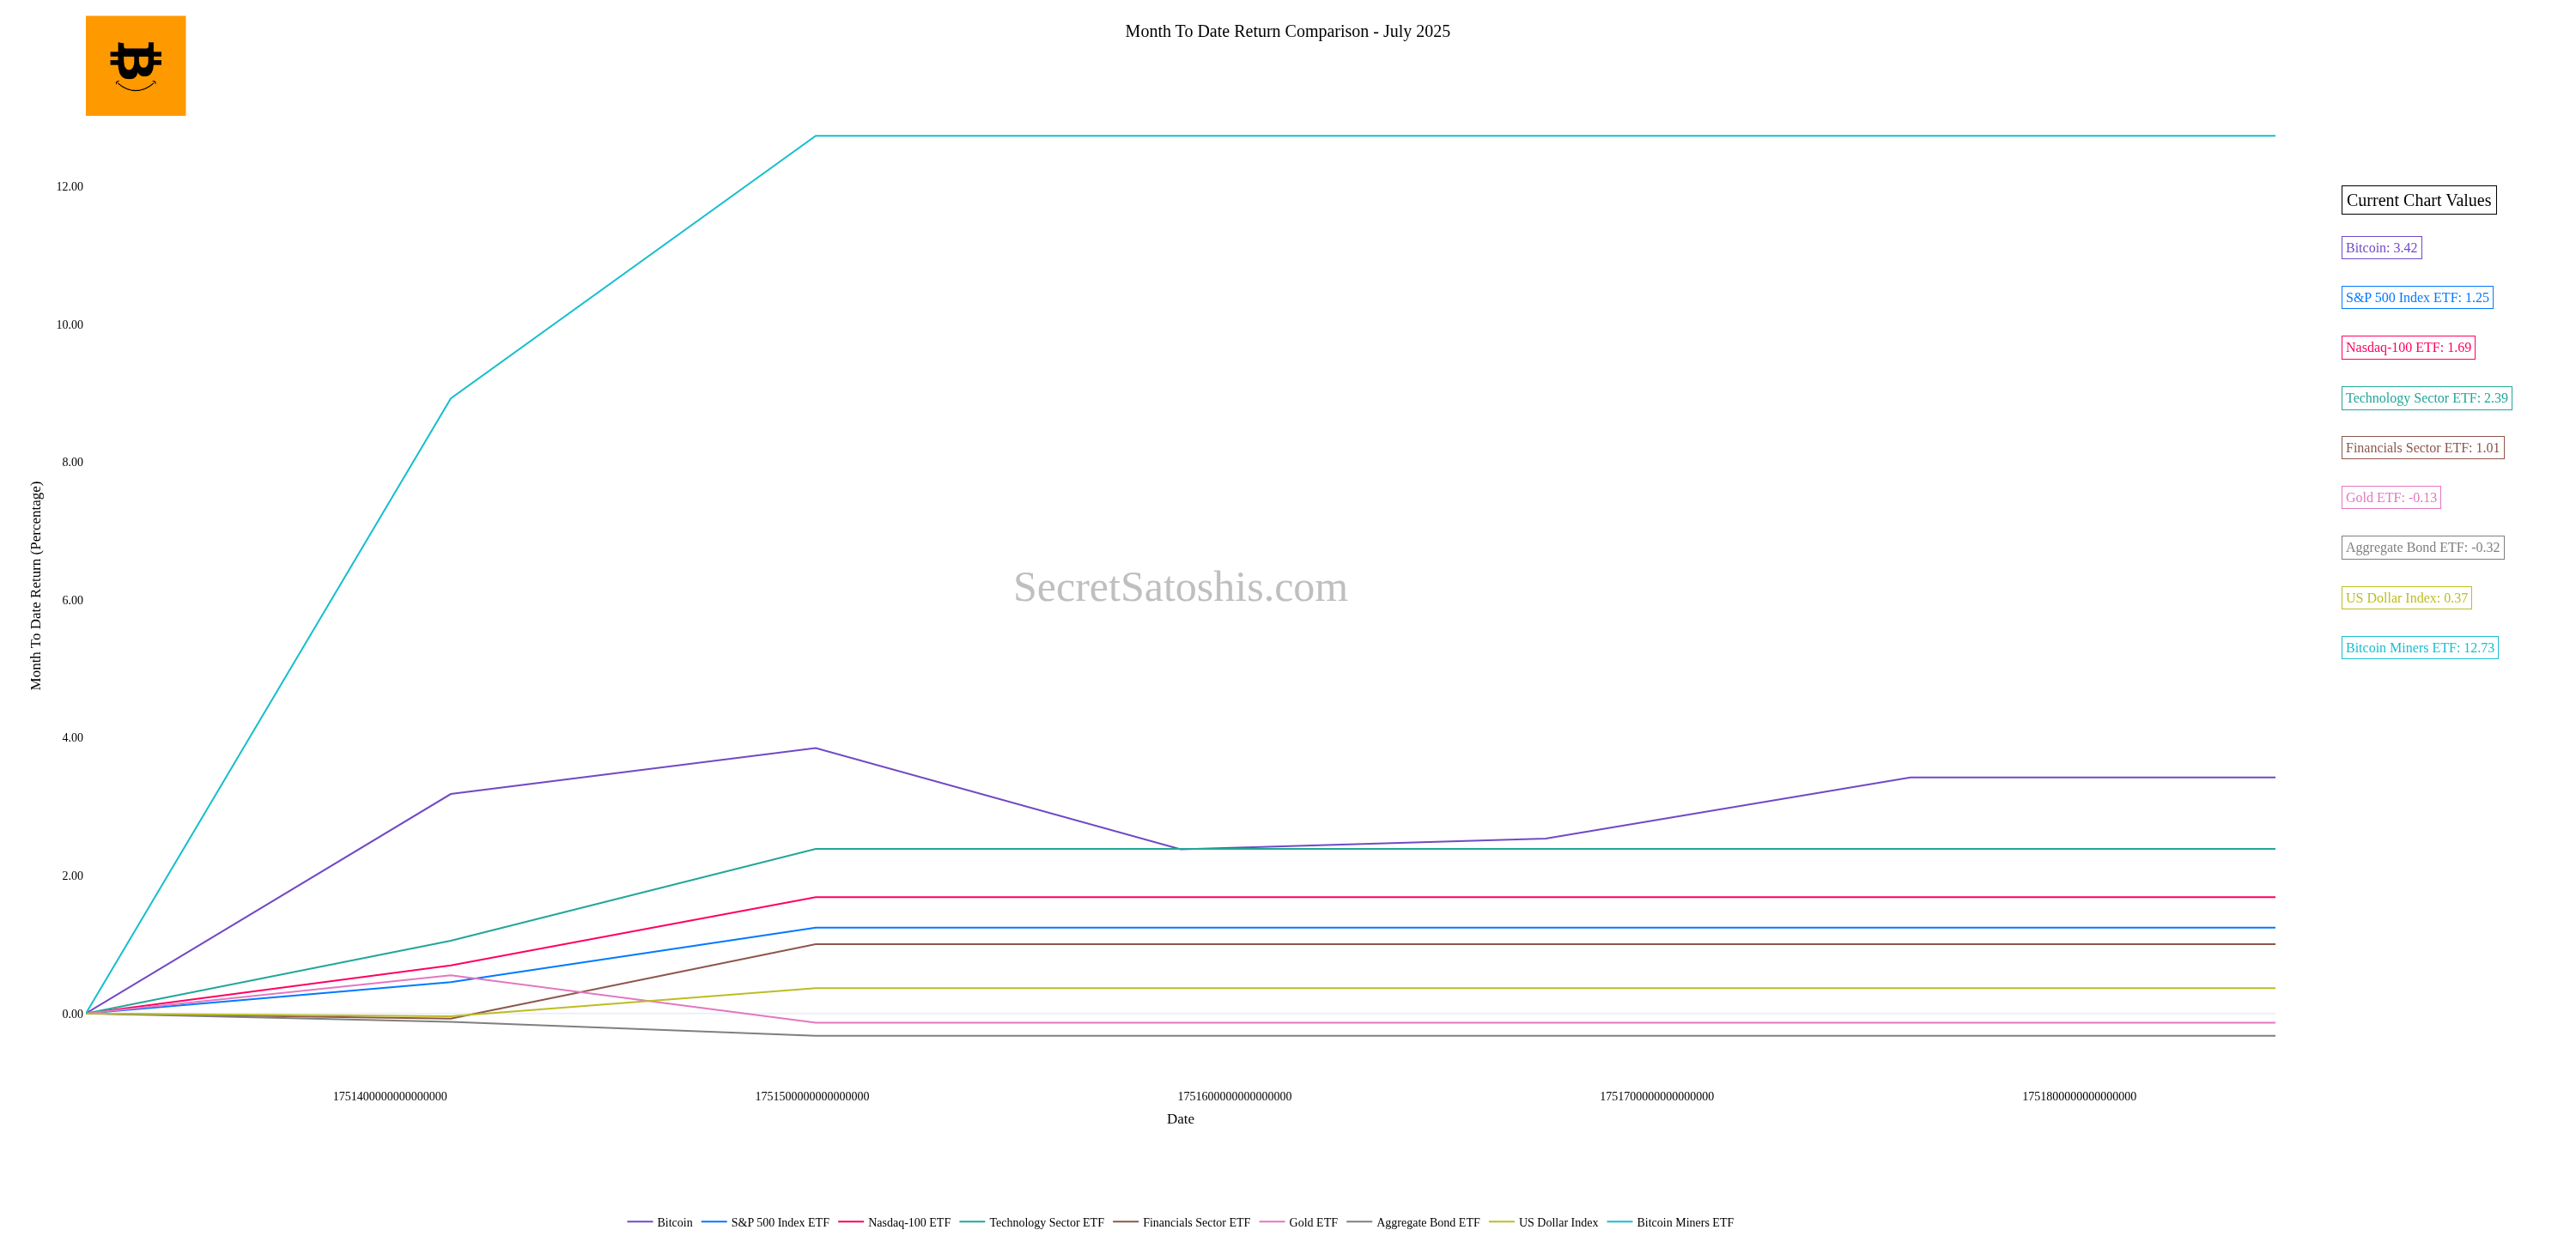 Month To Date Return Comparison - July 2025
12.00
10.00
8.00
6.00
4.00
2.00
0.00
Month To Date Return (Percentage)
SecretSatoshis.com
Current Chart Values
Bitcoin: 3.42
S&P 500 Index ETF: 1.25
Nasdaq-100 ETF: 1.69
Technology Sector ETF: 2.39
Financials Sector ETF: 1.01
Gold ETF: -0.13
Aggregate Bond ETF: -0.32
US Dollar Index: 0.37
Bitcoin Miners ETF: 12.73
1751400000000000000 1751500000000000000 1751600000000000000 1751700000000000000 1751800000000000000
Date
Bitcoin S&P 500 Index ETF Nasdaq-100 ETF Technology Sector ETF Financials Sector ETF Gold ETF Aggregate Bond ETF US Dollar Index Bitcoin Miners ETF